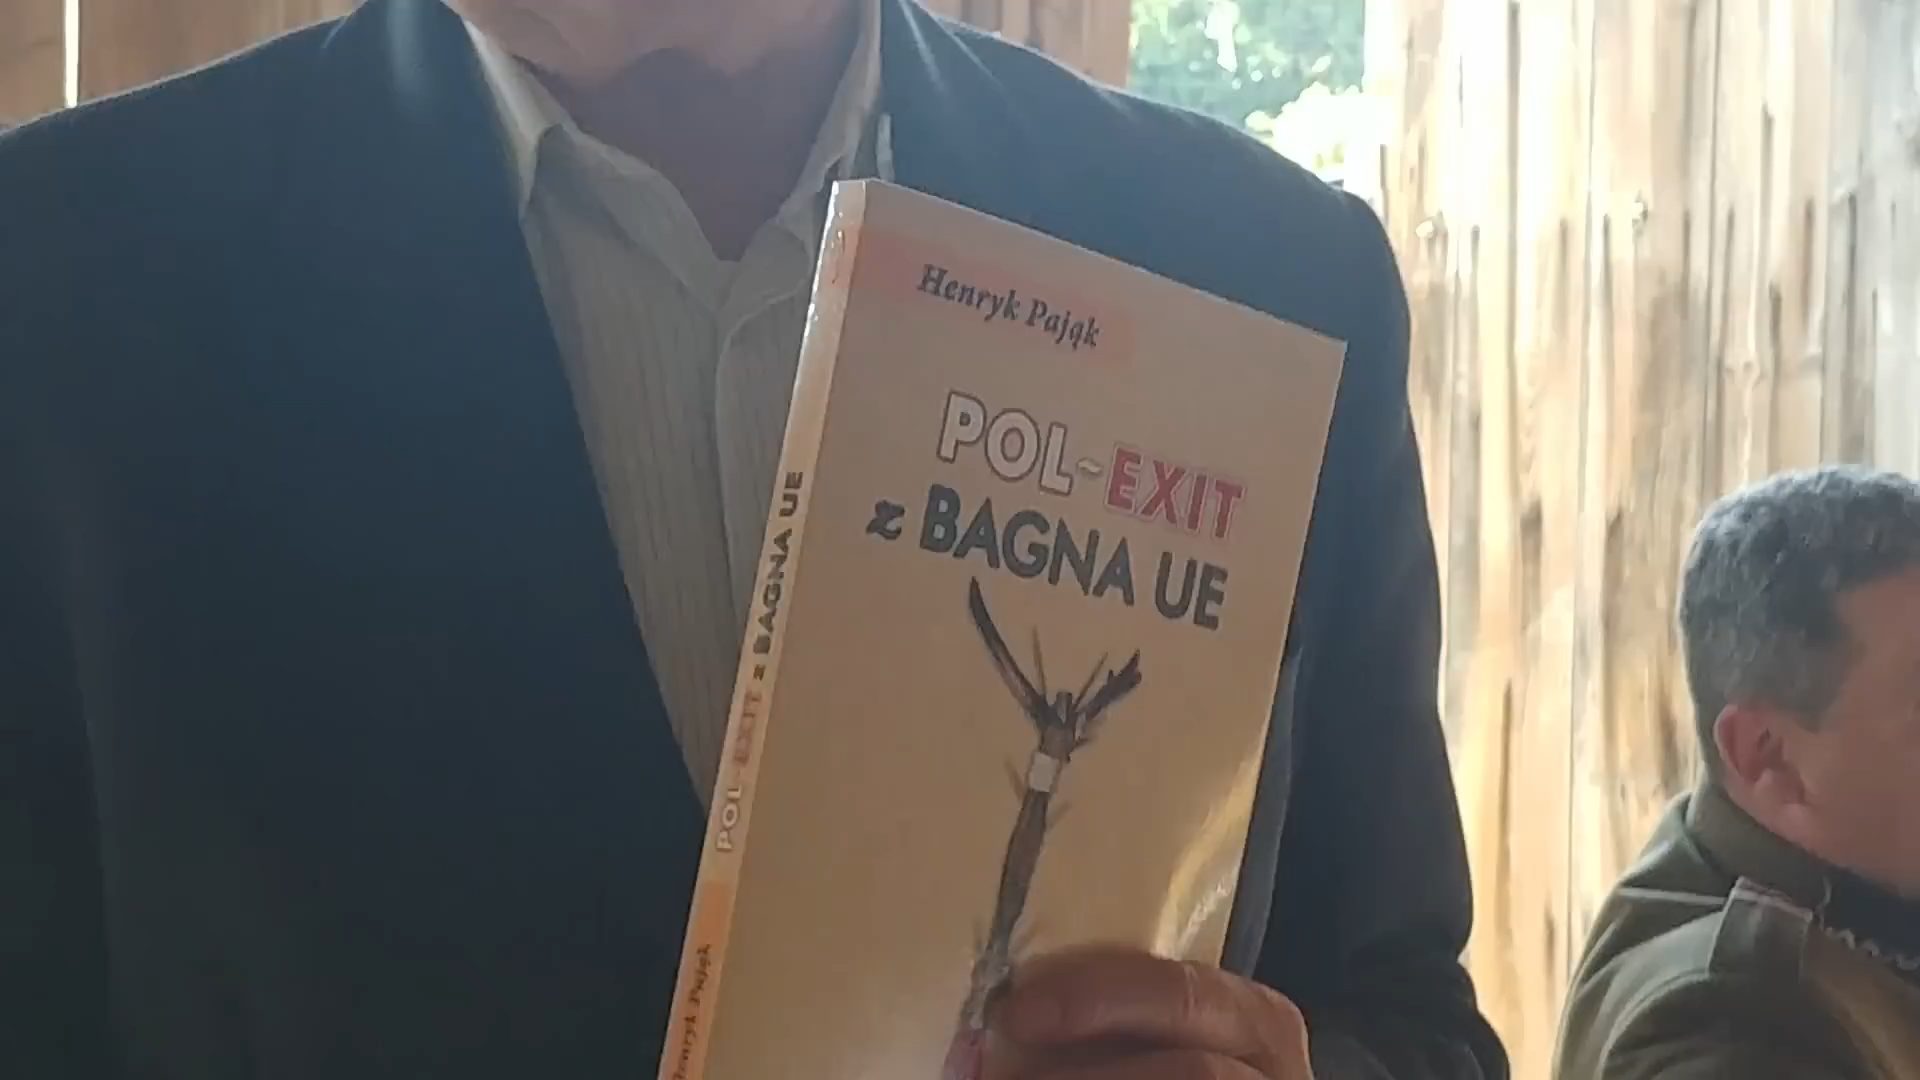 Henryk Pająk
POL~EXIT
z BAGNA UE
Henryk Pająk POL-EXIT z BAGNA UE